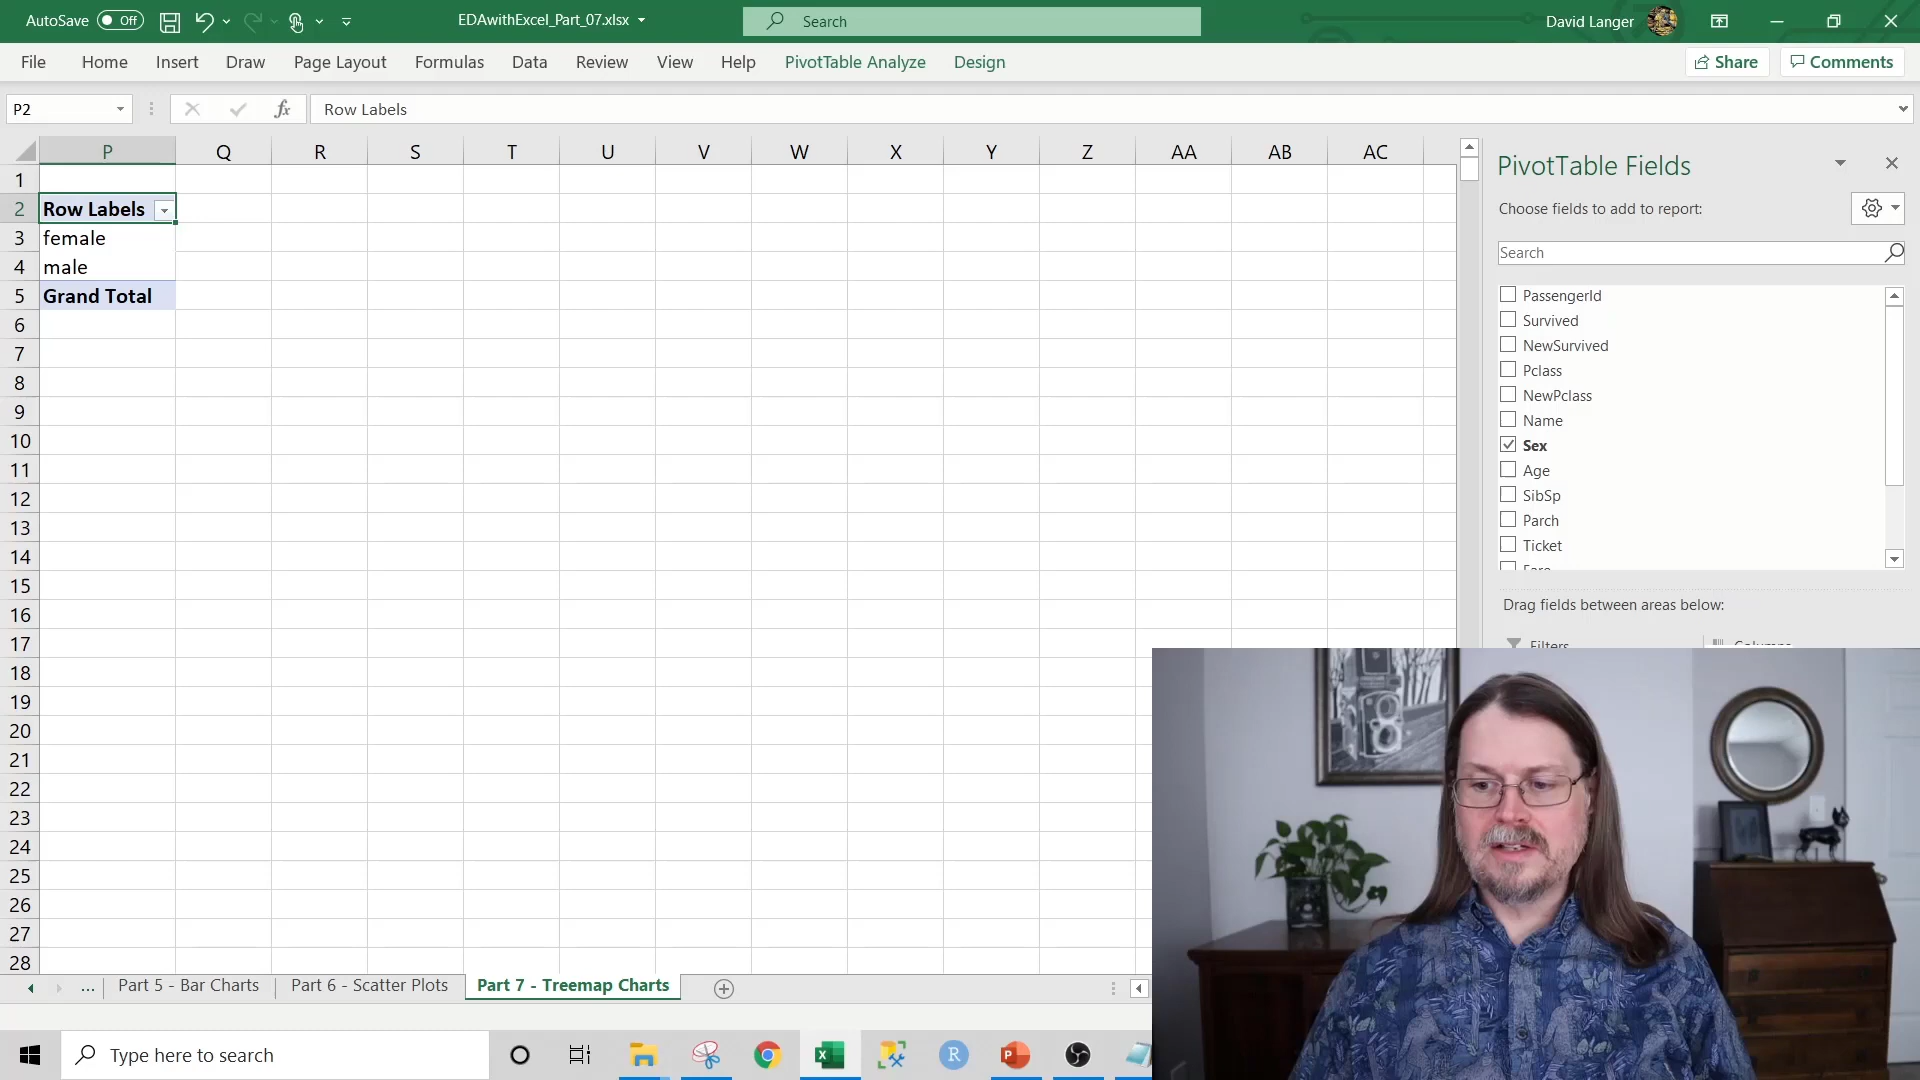 AutoSave Off
EDAwithExcel_Part_07.xlsx
Search
David Langer
File Home Insert Draw Page Layout Formulas Data Review View Help PivotTable Analyze Design Share Comments
P2 fx Row Labels
P Q R S T U V W X Y Z AA AB AC
1
2 Row Labels
3 female
4 male
5 Grand Total
6
7
8
9
10
11
12
13
14
15
16
17
18
19
20
21
22
23
24
25
26
27
28
PivotTable Fields
Choose fields to add to report:
Search
PassengerId
Survived
NewSurvived
Pclass
NewPclass
Name
Sex
Age
SibSp
Parch
Ticket
Fare
Drag fields between areas below:
Filters Columns
... Part 5 - Bar Charts Part 6 - Scatter Plots Part 7 - Treemap Charts
Type here to search